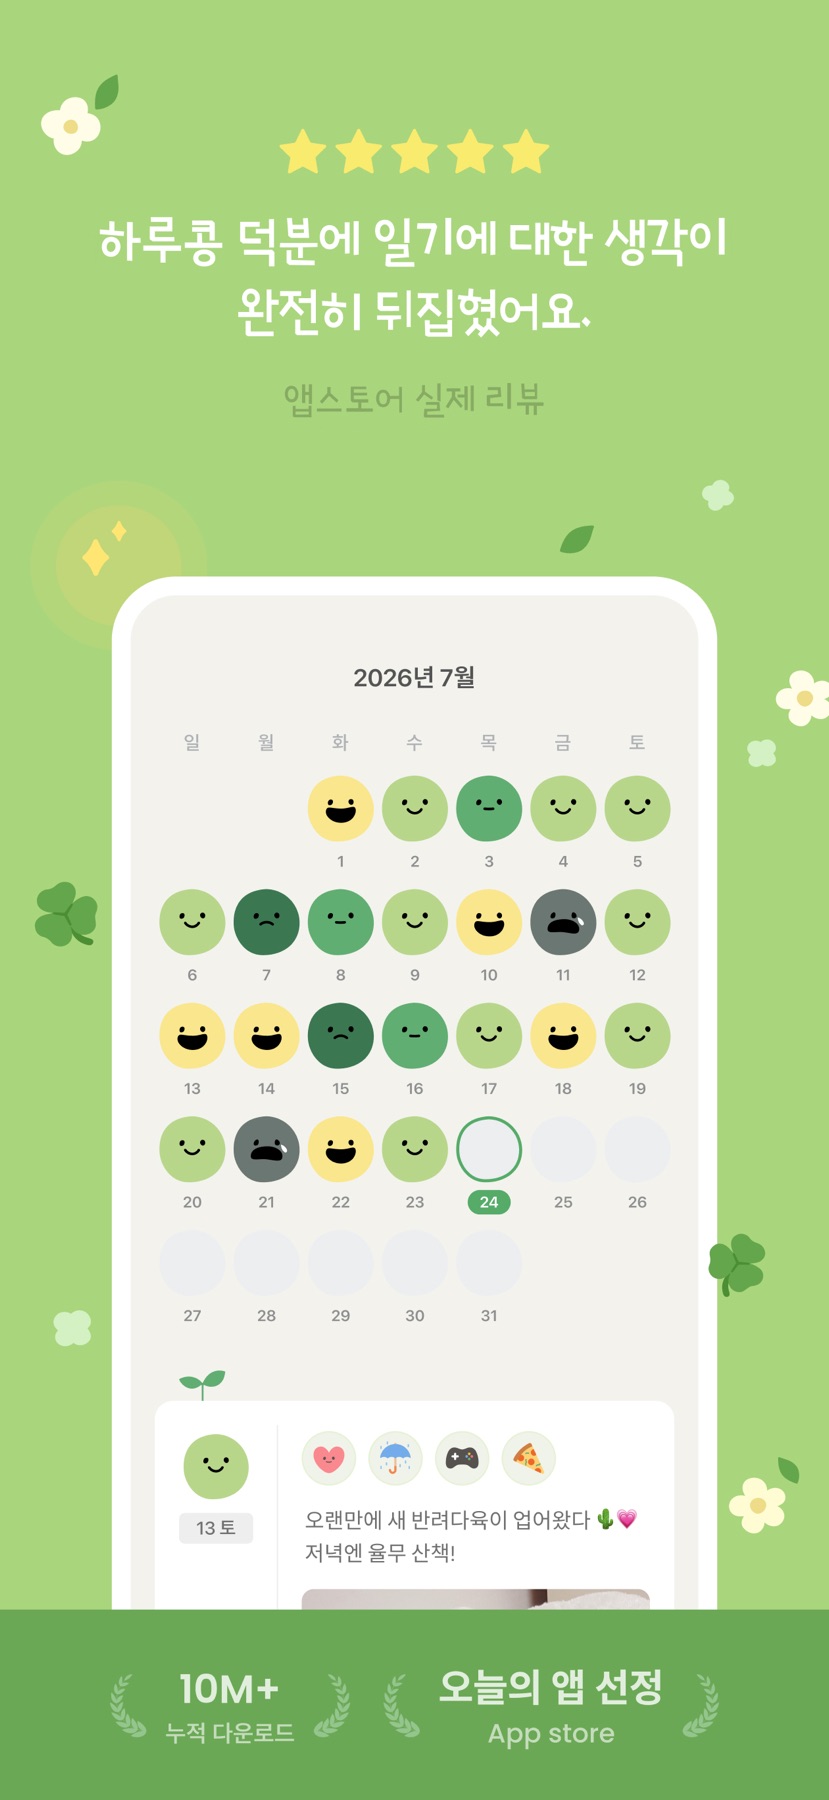 하루콩 덕분에 일기에 대한 생각이
완전히 뒤집혔어요.
앱스토어 실제 리뷰
2026년 7월
일 월 화 수 목 금 토
1 2 3 4 5
6 7 8 9 10 11 12
13 14 15 16 17 18 19
20 21 22 23 24 25 26
27 28 29 30 31
13 토
오랜만에 새 반려다육이 업어왔다 🌵💗
저녁엔 율무 산책!
10M+
누적 다운로드
오늘의 앱 선정
App store